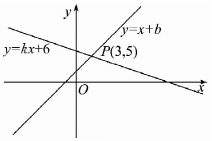 y
y=x+b
y=kx+6
P(3,5)
O
x